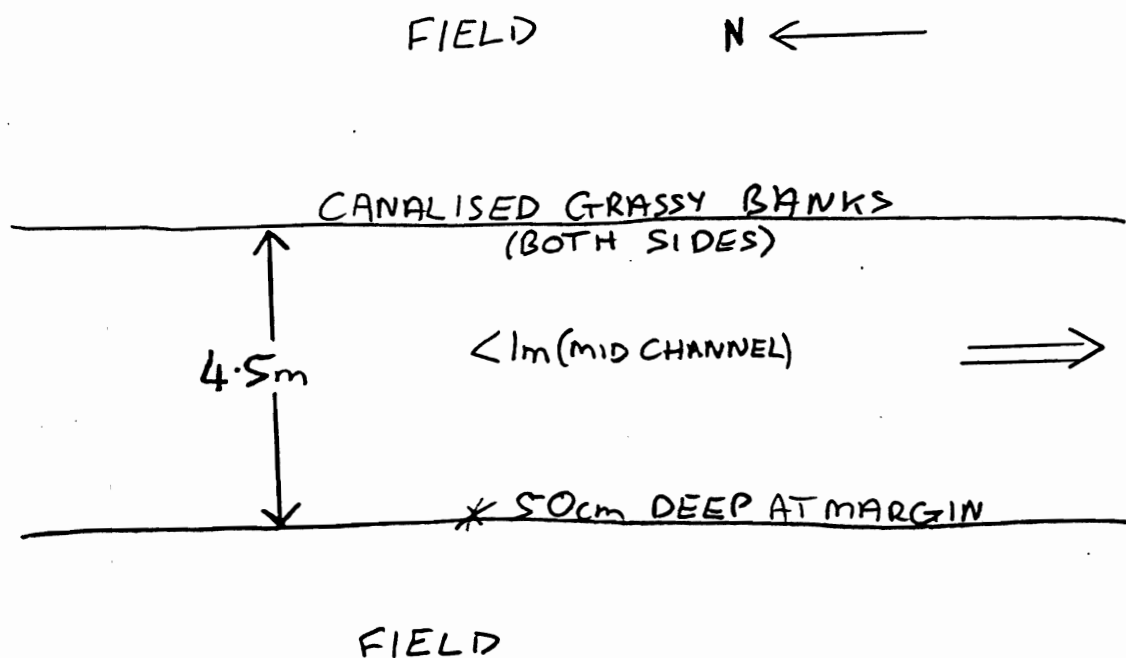 FIELD N
CANALISED GRASSY BANKS
(BOTH SIDES)
<1m (MID CHANNEL)
4.5m
50cm DEEP AT MARGIN
FIELD